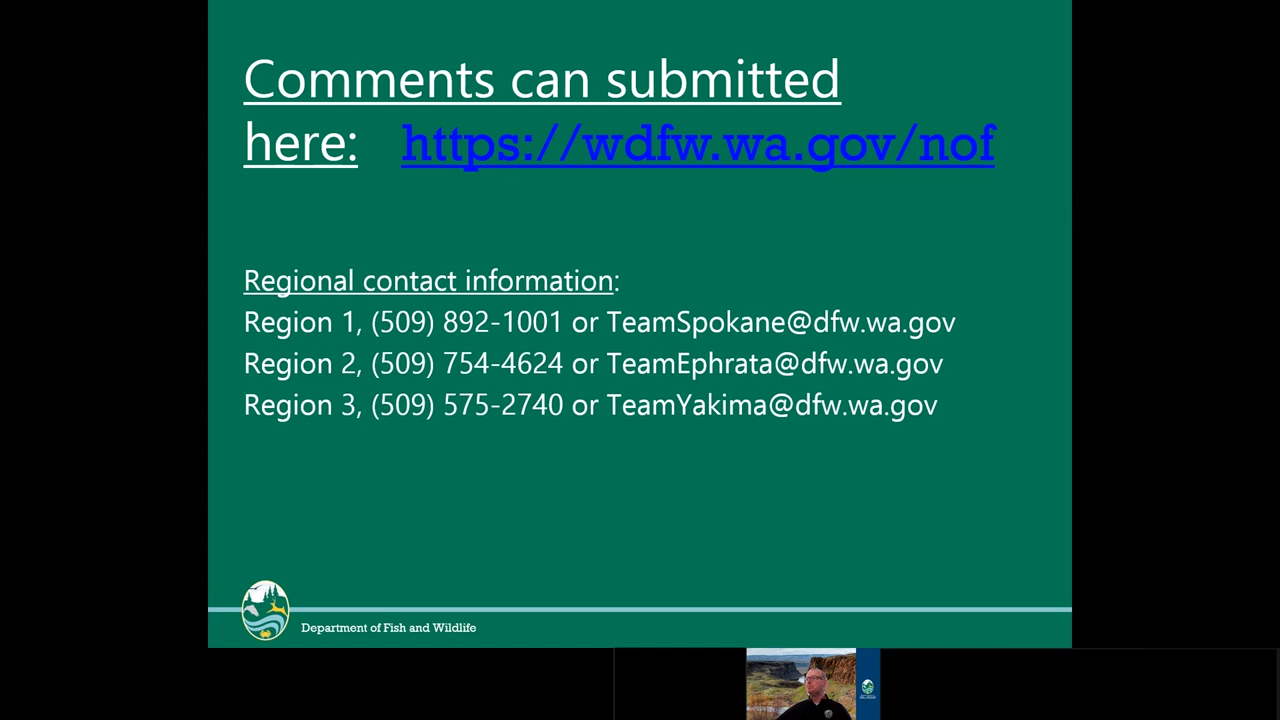 Comments can submitted
here: https://wdfw.wa.gov/nof
Regional contact information:
Region 1, (509) 892-1001 or TeamSpokane@dfw.wa.gov
Region 2, (509) 754-4624 or TeamEphrata@dfw.wa.gov
Region 3, (509) 575-2740 or TeamYakima@dfw.wa.gov
Department of Fish and Wildlife